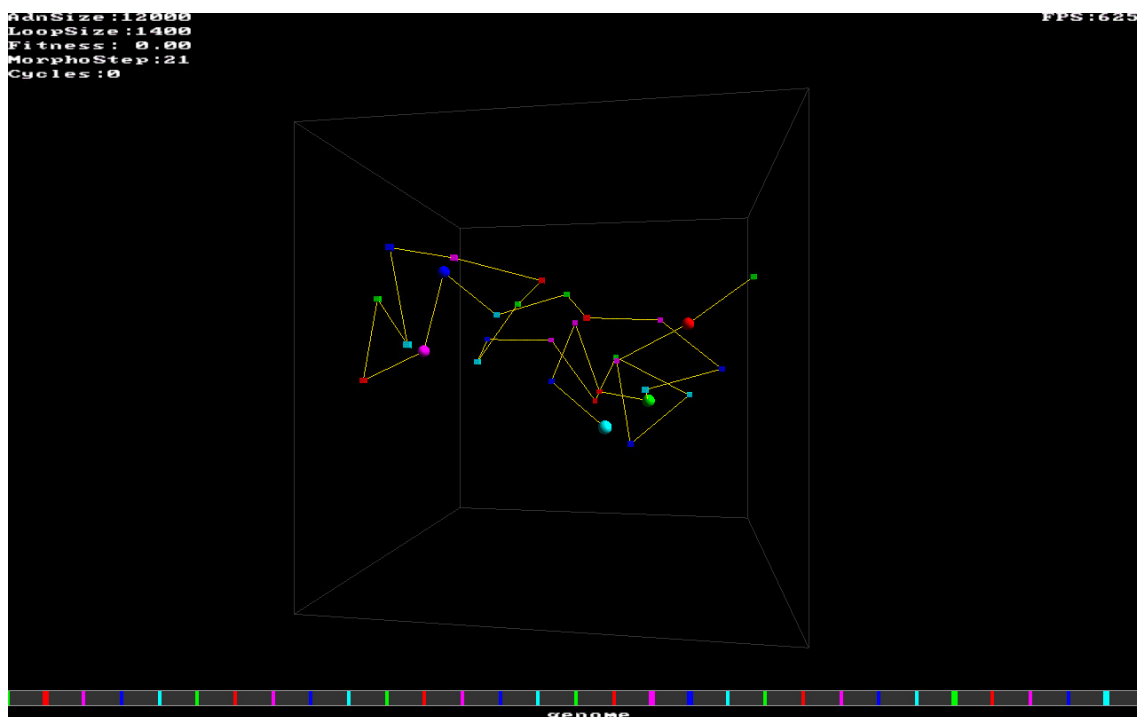 AdnSize:12000
FPS:625
LoopSize:1400
Fitness: 0.00
MorphoStep:21
Cycles:0
genome